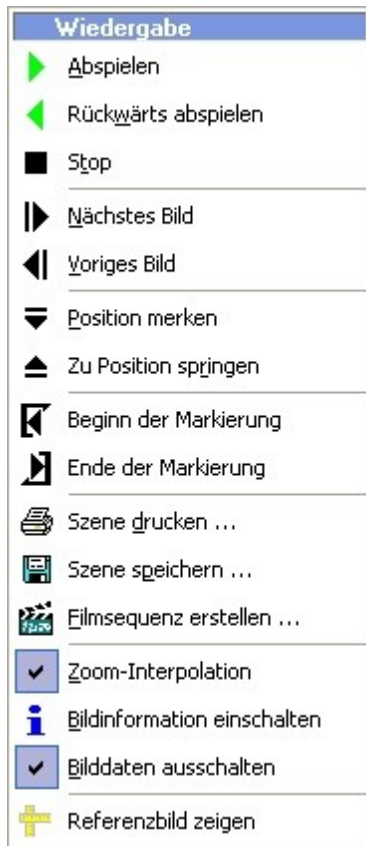 Wiedergabe
Abspielen
Rückwärts abspielen
Stop
Nächstes Bild
Voriges Bild
Position merken
Zu Position springen
Beginn der Markierung
Ende der Markierung
Szene drucken ...
Szene speichern ...
Filmsequenz erstellen ...
Zoom-Interpolation
Bildinformation einschalten
Bilddaten ausschalten
Referenzbild zeigen